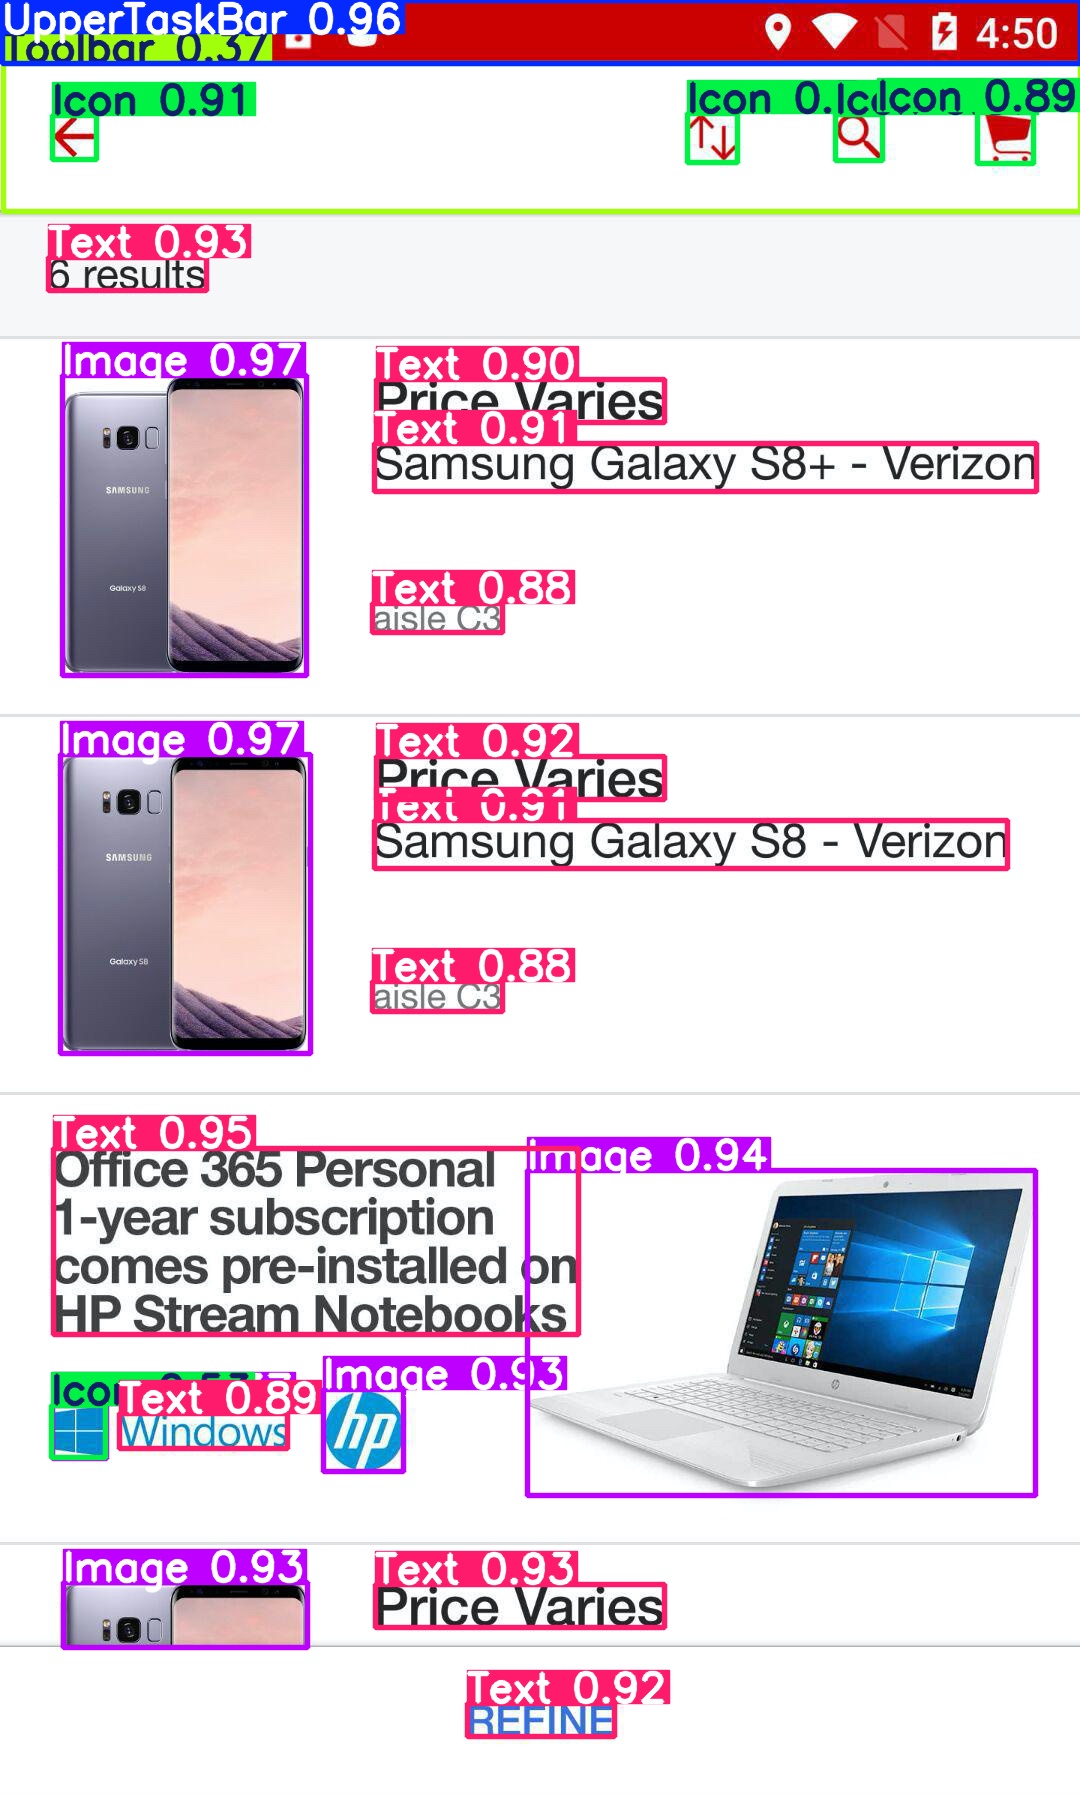 UpperTaskBar 0.96
Toolbar 0.37
4:50
Icon 0.91
Icon 0.
Icon 0.89
Text 0.93
6 results
Image 0.97
Text 0.90
Price Varies
Text 0.91
Samsung Galaxy S8+ - Verizon
SAMSUNG
Galaxy S8
Text 0.88
aisle C3
Image 0.97
Text 0.92
Price Varies
Text 0.91
Samsung Galaxy S8 - Verizon
SAMSUNG
Galaxy S8
Text 0.88
aisle C3
Text 0.95
Office 365 Personal
1-year subscription
comes pre-installed on
HP Stream Notebooks
Image 0.94
Text 0.89
Windows
Image 0.93
hp
Image 0.93
Text 0.93
Price Varies
Text 0.92
REFINE